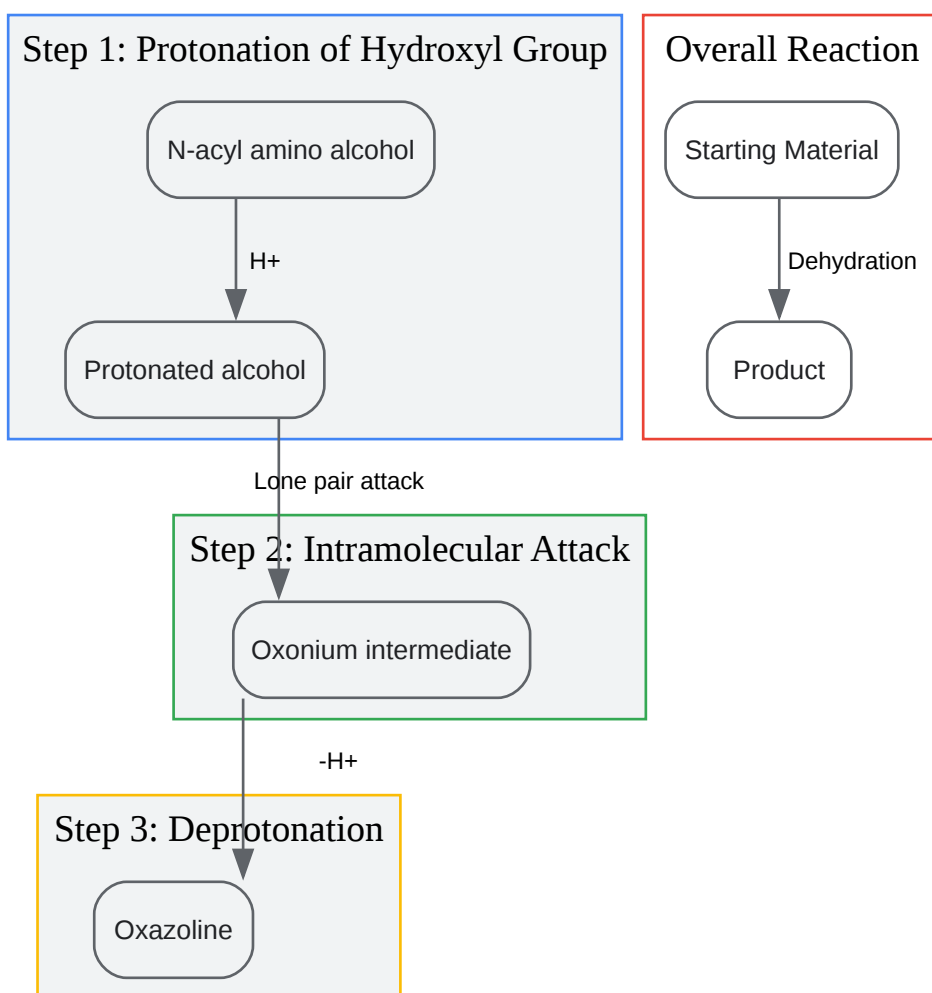 Step 1: Protonation of Hydroxyl Group
N-acyl amino alcohol
H+
Protonated alcohol
Lone pair attack
Step 2: Intramolecular Attack
Oxonium intermediate
-H+
Step 3: Deprotonation
Oxazoline
Overall Reaction
Starting Material
Dehydration
Product